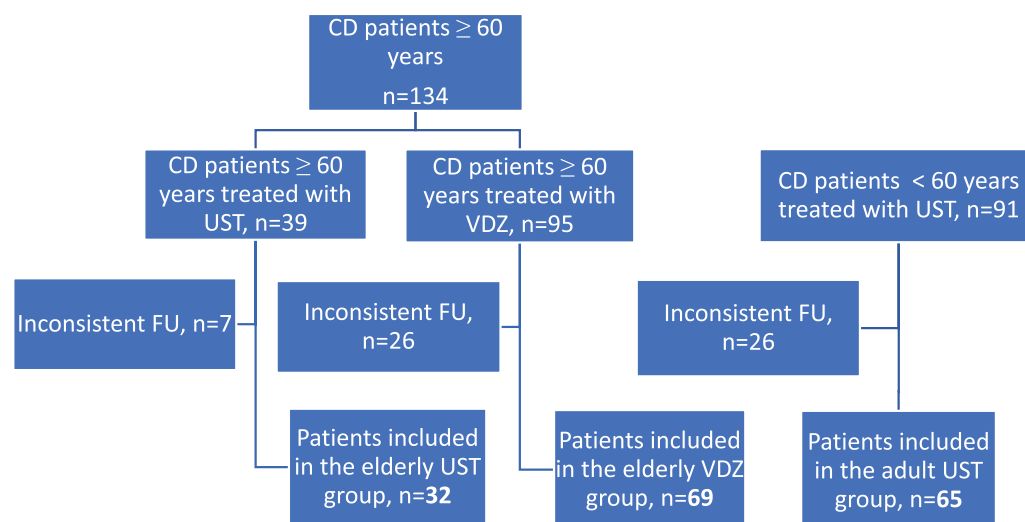 CD patients ≥ 60
years
n=134
CD patients ≥ 60
years treated with
UST, n=39
CD patients ≥ 60
years treated with
VDZ, n=95
CD patients < 60 years
treated with UST, n=91
Inconsistent FU, n=7
Inconsistent FU,
n=26
Inconsistent FU,
n=26
Patients included
in the elderly UST
group, n=32
Patients included
in the elderly VDZ
group, n=69
Patients included
in the adult UST
group, n=65